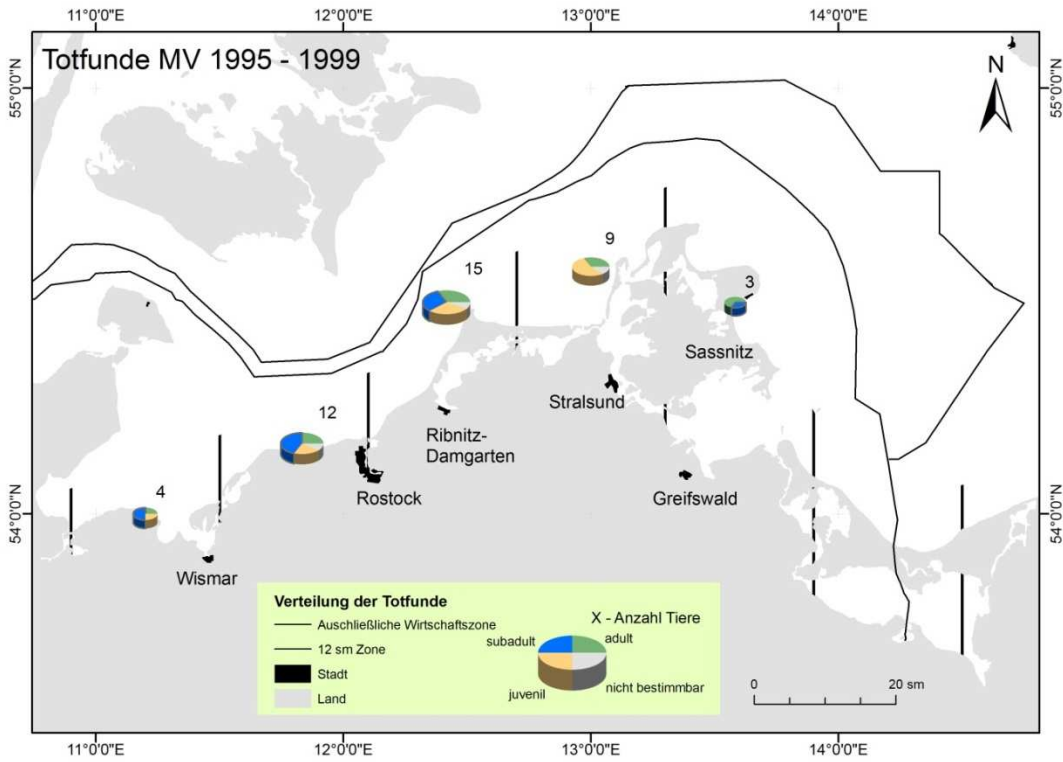 11°0'0"E 12°0'0"E 13°0'0"E 14°0'0"E
Totfunde MV 1995 - 1999
N
55°0'0"N
55°0'0"N
9
15
3
Sassnitz
Stralsund
12
Ribnitz-
Damgarten
Rostock
Greifswald
4
54°0'0"N
54°0'0"N
Wismar
Verteilung der Totfunde
Auschließliche Wirtschaftszone
12 sm Zone
Stadt
Land
X - Anzahl Tiere
subadult
adult
juvenil
nicht bestimmbar
0 20 sm
11°0'0"E 12°0'0"E 13°0'0"E 14°0'0"E